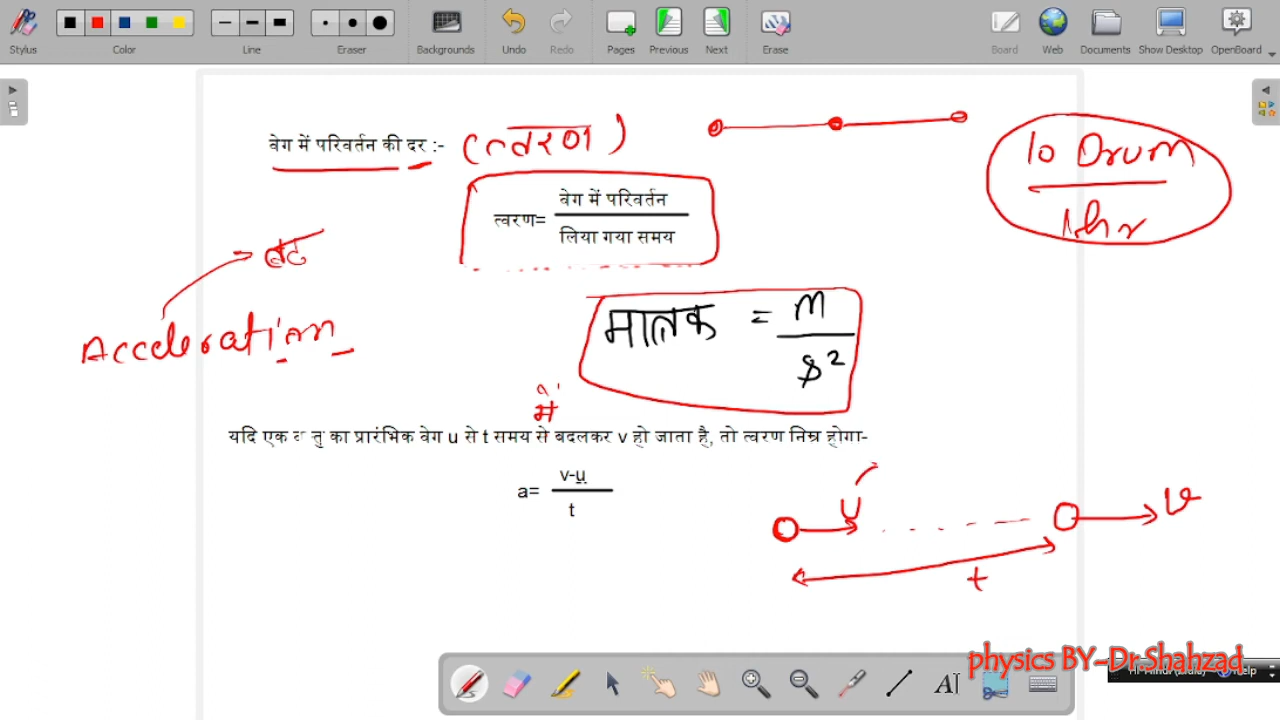 Stylus Color Line Eraser Backgrounds Undo Redo Pages Previous Next Erase Board Web Documents Show Desktop OpenBoard
वेग में परिवर्तन की दर :- (त्वरण)
10 Drum
1hr
त्वरण= वेग में परिवर्तन
लिया गया समय
Acceleration
मात्रक = m
s²
में
यदि एक का प्रारंभिक वेग u से t समय से बदलकर v हो जाता है, तो त्वरण निम्न होगा-
a= v-u
t
u
v
t
physics BY-Dr.Shahzad
Help